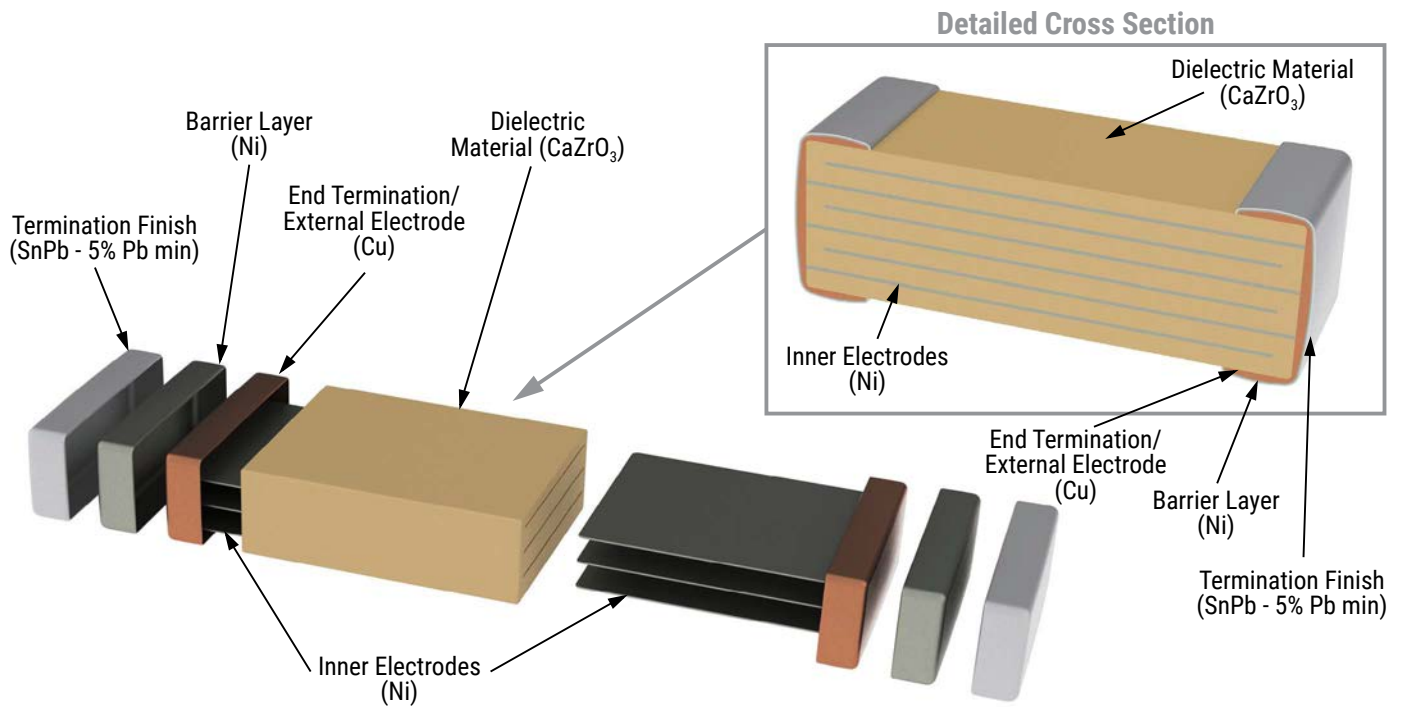 Detailed Cross Section
Dielectric Material
(CaZrO₃)
Barrier Layer
(Ni)
Dielectric
Material (CaZrO₃)
End Termination/
External Electrode
(Cu)
Termination Finish
(SnPb - 5% Pb min)
Inner Electrodes
(Ni)
End Termination/
External Electrode
(Cu)
Barrier Layer
(Ni)
Termination Finish
(SnPb - 5% Pb min)
Inner Electrodes
(Ni)